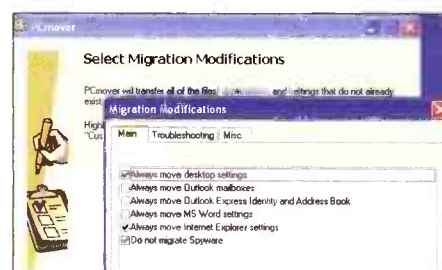 PCmover
Select Migration Modifications
PCmover will transfer all of the files, and settings that do not already
exist
Migration Modifications
Highl
"Cus
Main Troubleshooting Misc
Always move desktop settings
Always move Outlook mailboxes
Always move Outlook Express Identity and Address Book
Always move MS Word settings
Always move Internet Explorer settings
Do not migrate Spyware